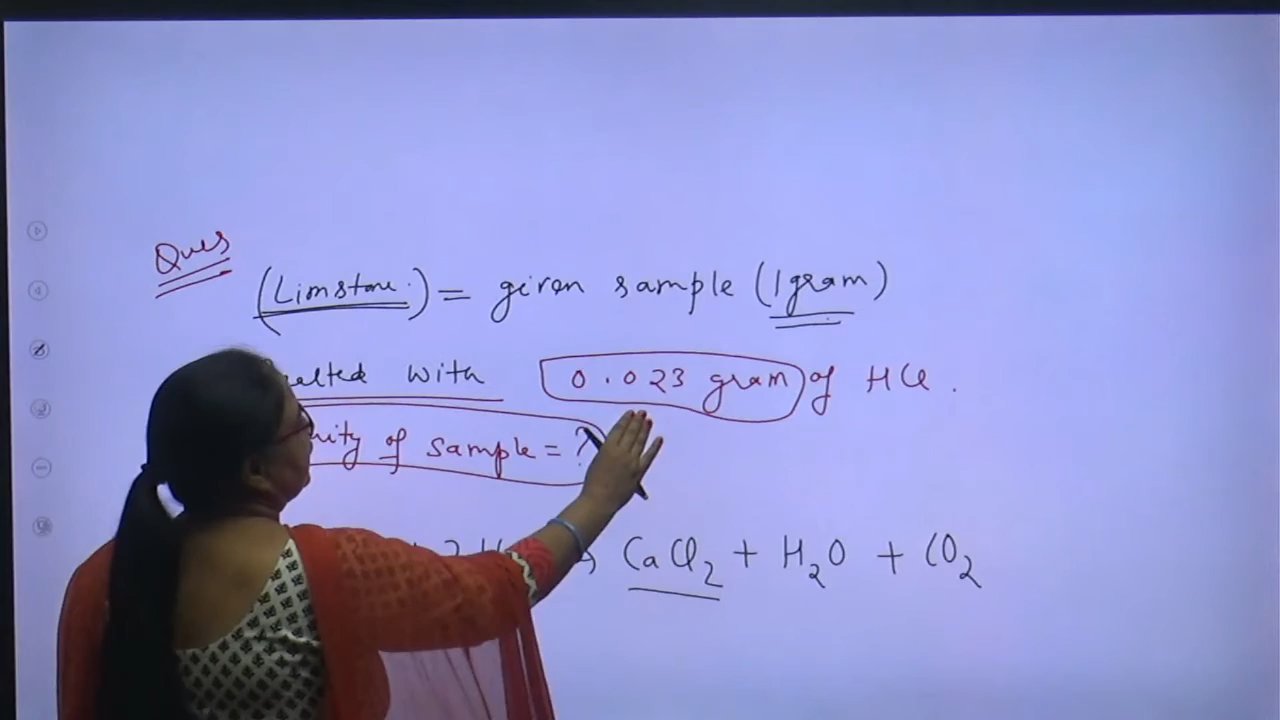 Ques
(Limstone.) = given sample (1gram)
with 0.023 gram of HCl.
of sample = ?
CaCl2 + H2O + CO2